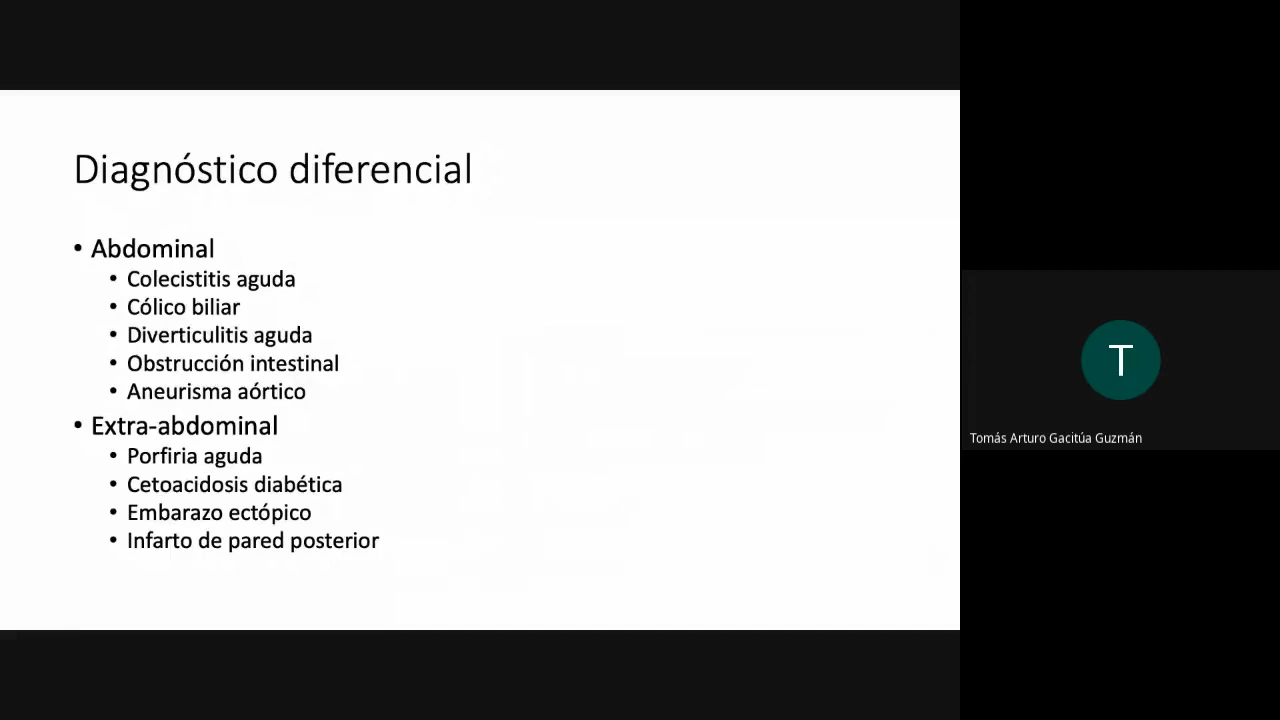 Diagnóstico diferencial
• Abdominal
• Colecistitis aguda
• Cólico biliar
• Diverticulitis aguda
• Obstrucción intestinal
• Aneurisma aórtico
• Extra-abdominal
• Porfiria aguda
• Cetoacidosis diabética
• Embarazo ectópico
• Infarto de pared posterior
T
Tomás Arturo Gacitúa Guzmán